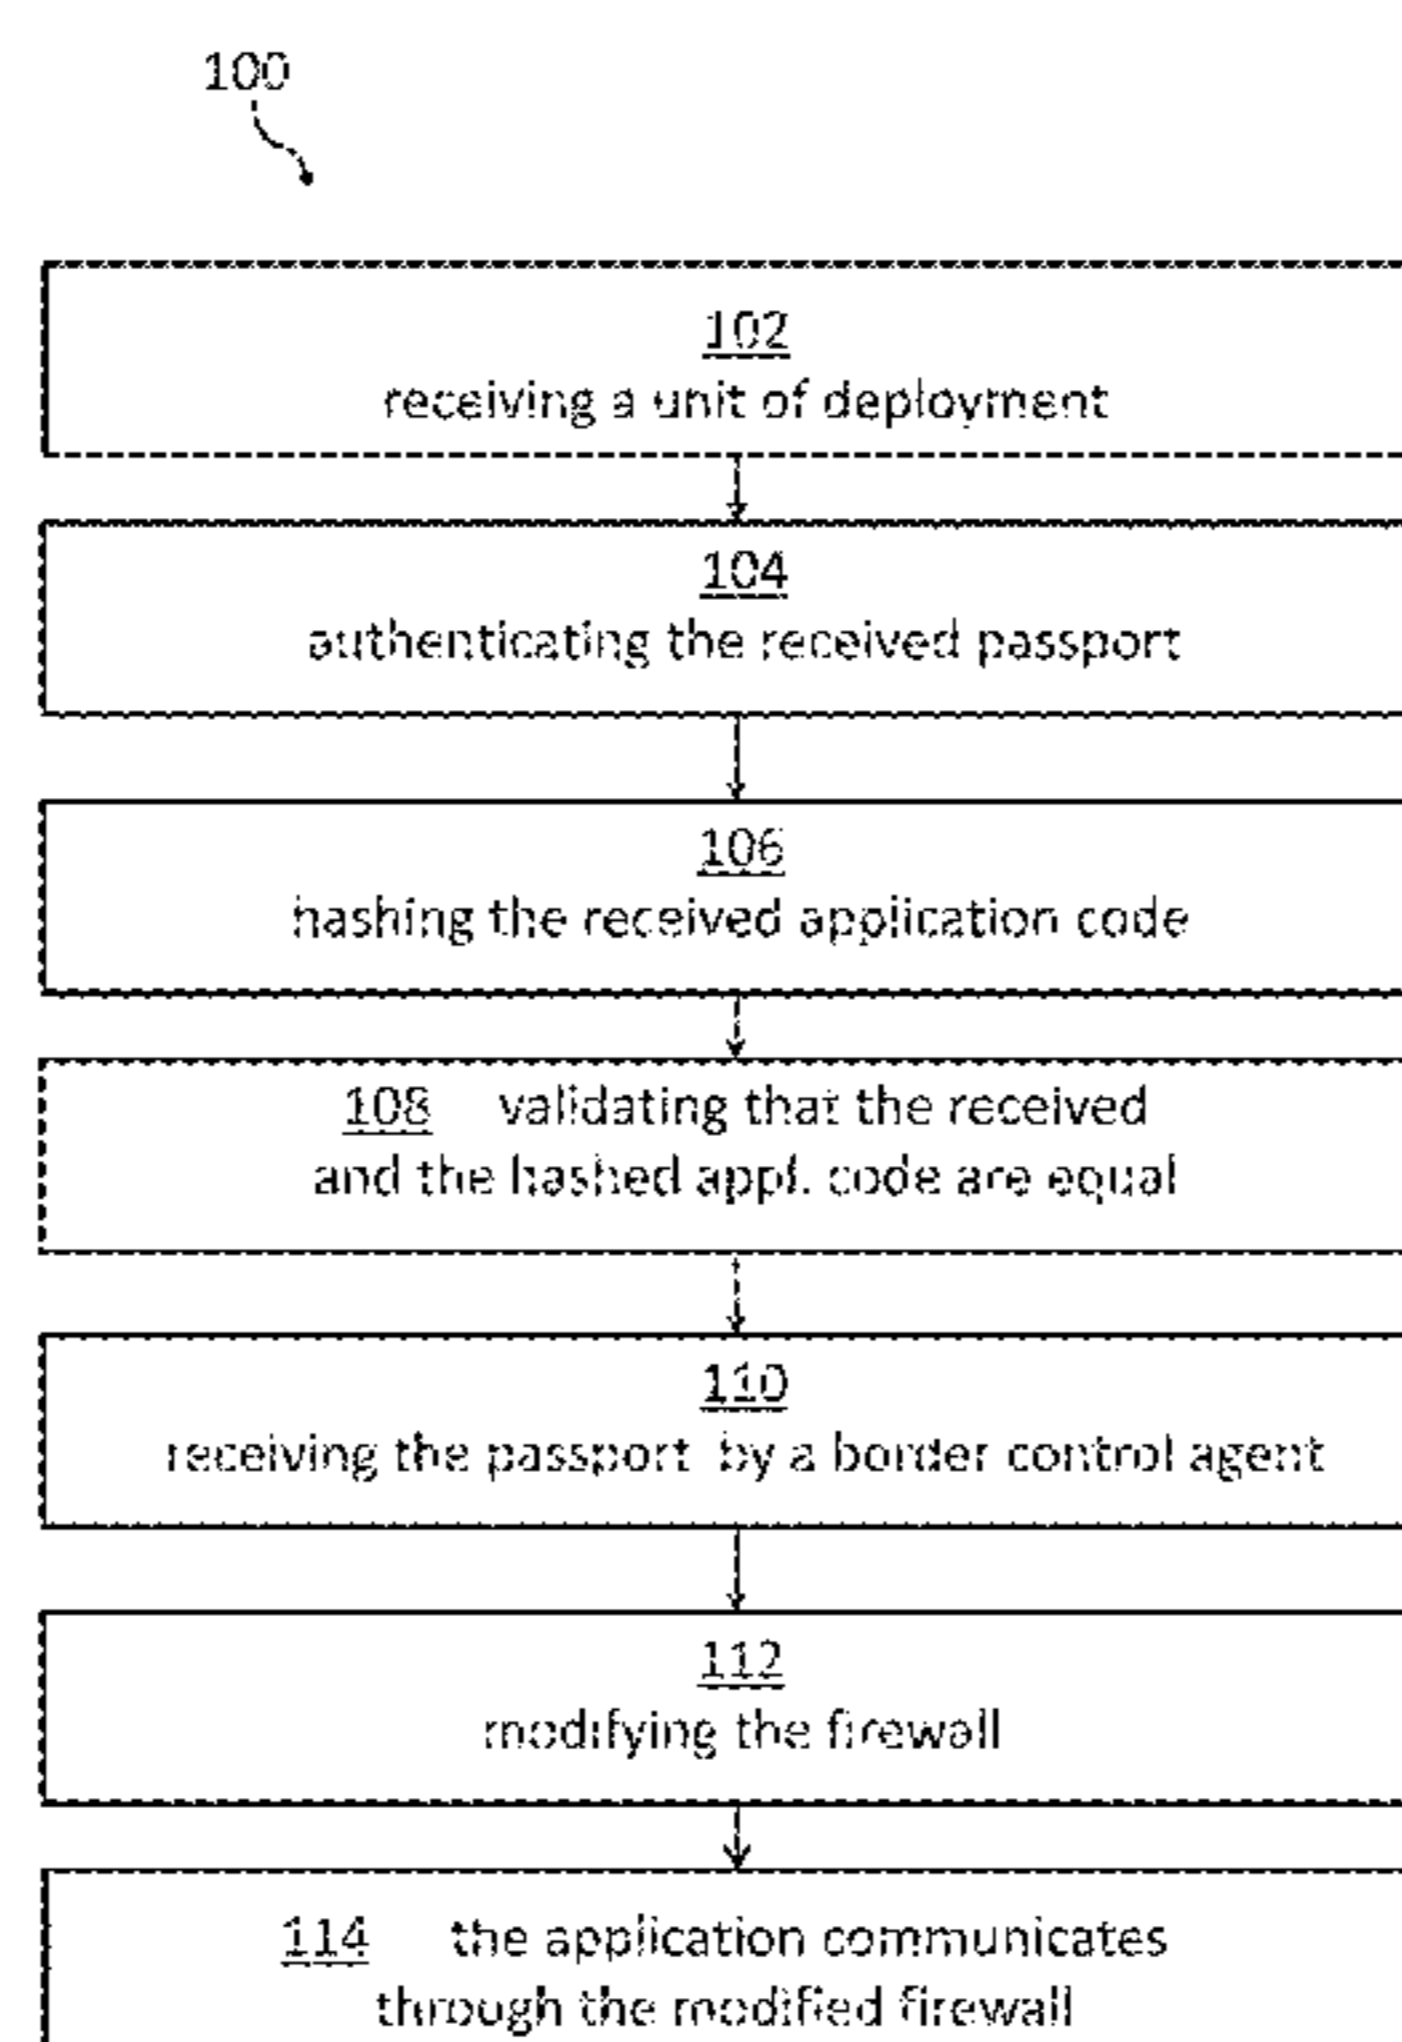 100
102
receiving a unit of deployment
104
authenticating the received passport
106
hashing the received application code
108 validating that the received
and the hashed appl. code are equal
110
receiving the passport by a border control agent
112
modifying the firewall
114 the application communicates
through the modified firewall